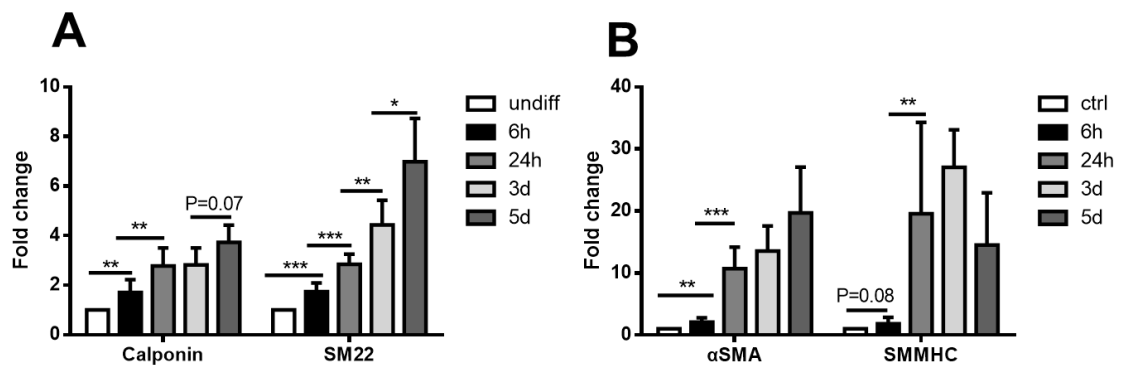 A
Fold change
10
8
6
4
2
0
**
**
P=0.07
***
***
**
*
Calponin
SM22
undiff
6h
24h
3d
5d
B
Fold change
40
30
20
10
0
**
***
P=0.08
**
αSMA
SMMHC
ctrl
6h
24h
3d
5d